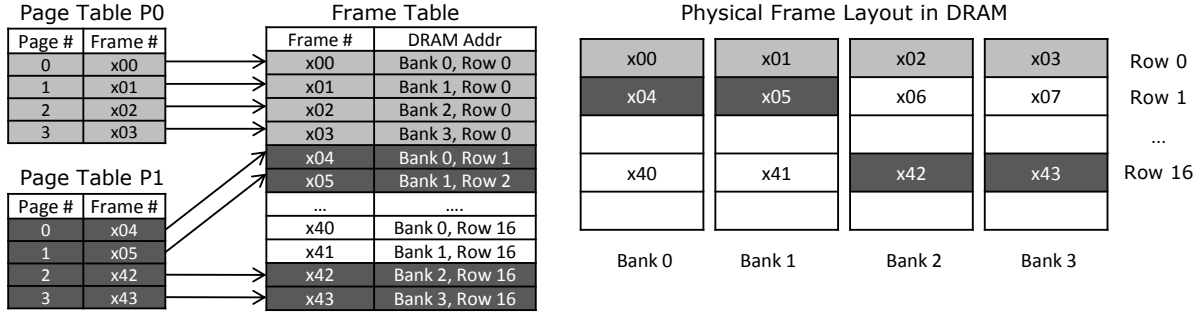 Page Table P0
Page # Frame #
0 x00
1 x01
2 x02
3 x03
Page Table P1
Page # Frame #
0 x04
1 x05
2 x42
3 x43
Frame Table
Frame # DRAM Addr
x00 Bank 0, Row 0
x01 Bank 1, Row 0
x02 Bank 2, Row 0
x03 Bank 3, Row 0
x04 Bank 0, Row 1
x05 Bank 1, Row 2
... ....
x40 Bank 0, Row 16
x41 Bank 1, Row 16
x42 Bank 2, Row 16
x43 Bank 3, Row 16
Physical Frame Layout in DRAM
x00 x01 x02 x03 Row 0
x04 x05 x06 x07 Row 1
...
x40 x41 x42 x43 Row 16
Bank 0 Bank 1 Bank 2 Bank 3